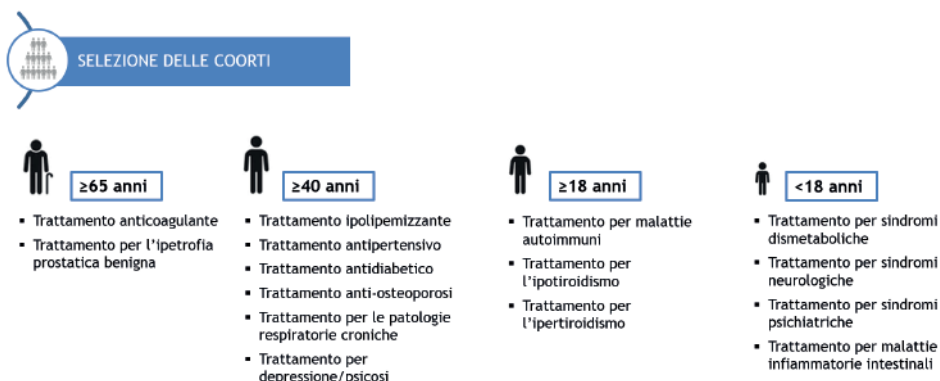 SELEZIONE DELLE COORTI
≥65 anni
▪ Trattamento anticoagulante
▪ Trattamento per l'ipetrofia
prostatica benigna
≥40 anni
▪ Trattamento ipolipemizzante
▪ Trattamento antipertensivo
▪ Trattamento antidiabetico
▪ Trattamento anti-osteoporosi
▪ Trattamento per le patologie
respiratorie croniche
▪ Trattamento per
depressione/psicosi
≥18 anni
▪ Trattamento per malattie
autoimmuni
▪ Trattamento per
l'ipotiroidismo
▪ Trattamento per
l'ipertiroidismo
<18 anni
▪ Trattamento per sindromi
dismetaboliche
▪ Trattamento per sindromi
neurologiche
▪ Trattamento per sindromi
psichiatriche
▪ Trattamento per malattie
infiammatorie intestinali